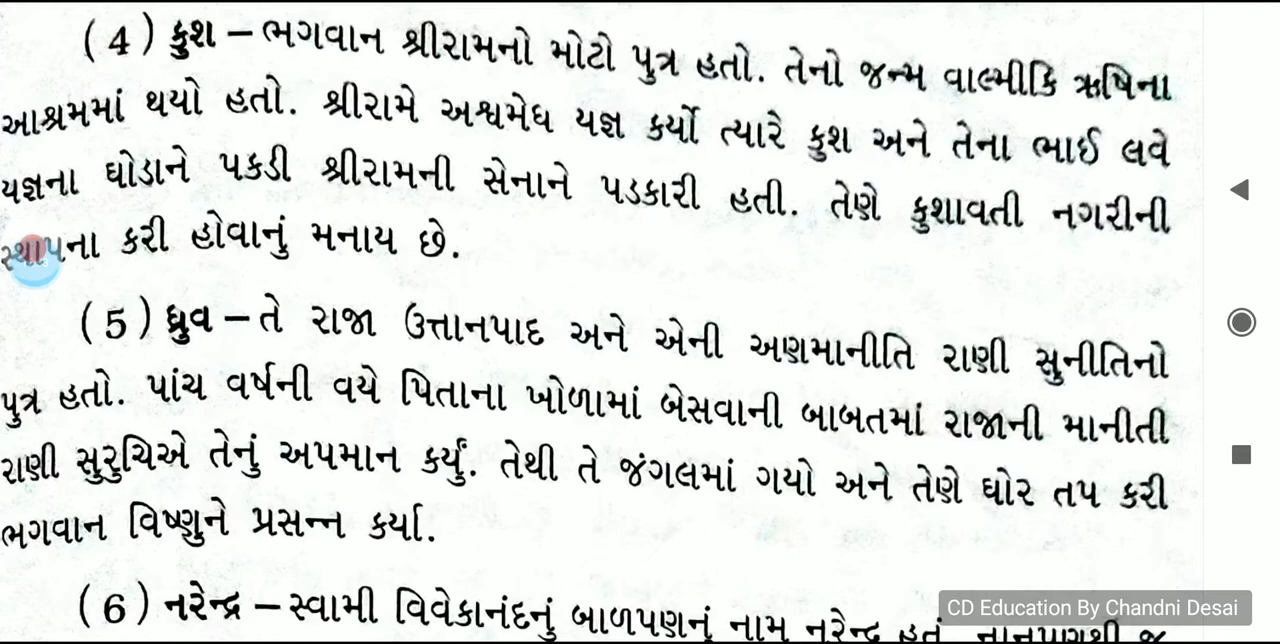 (4) કુશ – ભગવાન શ્રીરામનો મોટો પુત્ર હતો. તેનો જન્મ વાલ્મીકિ ઋષિના
આશ્રમમાં થયો હતો. શ્રીરામે અશ્વમેધ યજ્ઞ કર્યો ત્યારે કુશ અને તેના ભાઈ લવે
યજ્ઞના ઘોડાને પકડી શ્રીરામની સેનાને પડકારી હતી. તેણે કુશાવતી નગરીની
સ્થાપના કરી હોવાનું મનાય છે.
(5) ધ્રુવ – તે રાજા ઉત્તાનપાદ અને એની અણમાનીતિ રાણી સુનીતિનો
પુત્ર હતો. પાંચ વર્ષની વયે પિતાના ખોળામાં બેસવાની બાબતમાં રાજાની માનીતી
રાણી સુરુચિએ તેનું અપમાન કર્યું. તેથી તે જંગલમાં ગયો અને તેણે ઘોર તપ કરી
ભગવાન વિષ્ણુને પ્રસન્ન કર્યા.
(6) નરેન્દ્ર – સ્વામી વિવેકાનંદનું બાળપણનું નામ નરેન્દ્ર હતું
CD Education By Chandni Desai